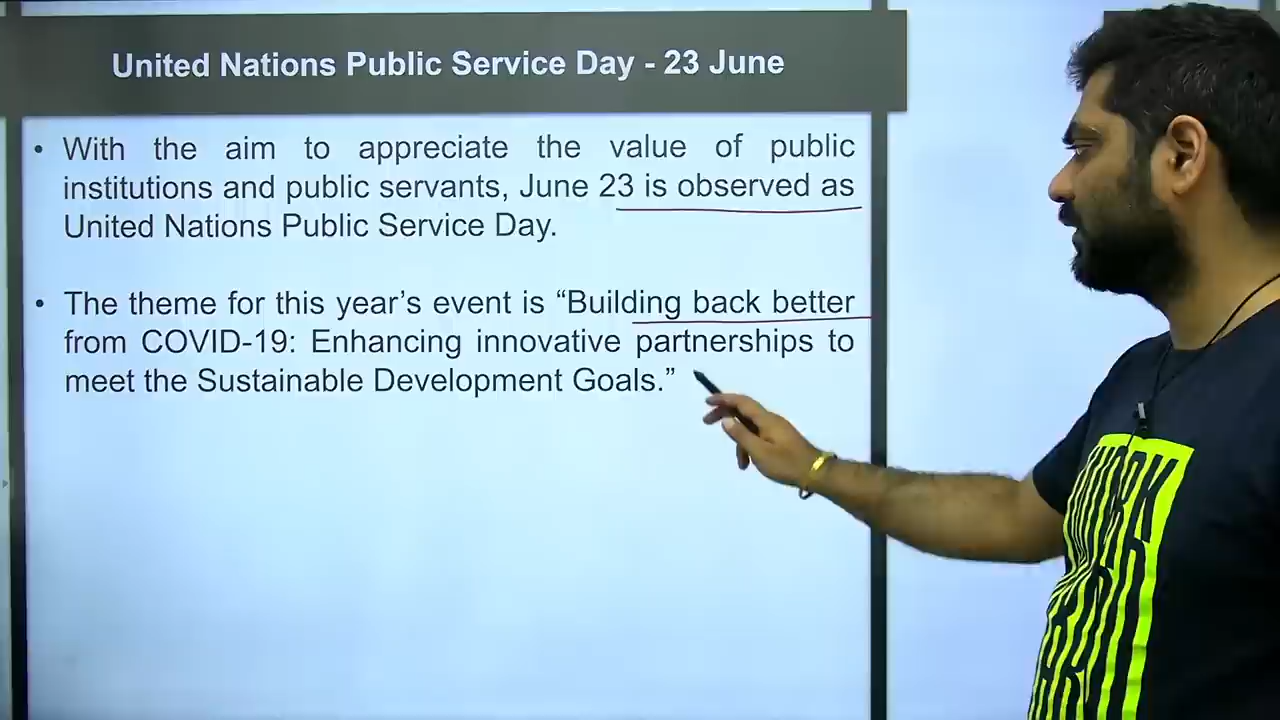 United Nations Public Service Day - 23 June
• With the aim to appreciate the value of public
institutions and public servants, June 23 is observed as
United Nations Public Service Day.
• The theme for this year’s event is “Building back better
from COVID-19: Enhancing innovative partnerships to
meet the Sustainable Development Goals.”
WORK